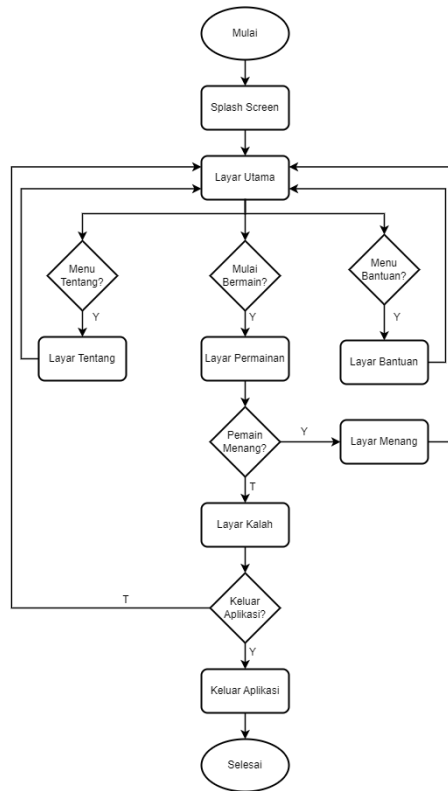 Mulai
Splash Screen
Layar Utama
Menu
Tentang?
Mulai
Bermain?
Menu
Bantuan?
Y
Y
Y
Layar Tentang
Layar Permainan
Layar Bantuan
Pemain
Menang?
Y
Layar Menang
T
Layar Kalah
Keluar
Aplikasi?
T
Y
Keluar Aplikasi
Selesai